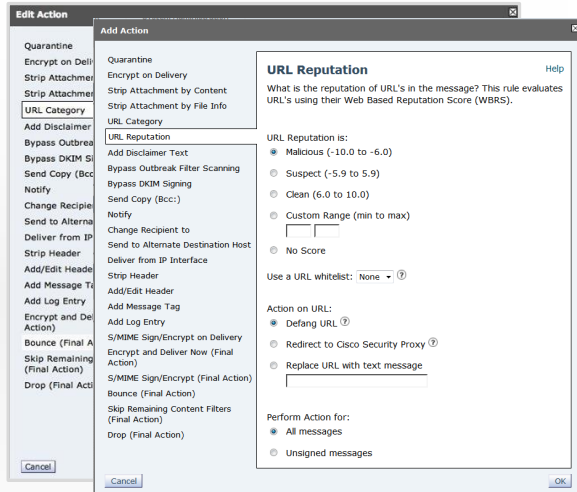 Edit Action
Quarantine
Encrypt on Deli
Strip Attachmer
Strip Attachmer
URL Category
Add Disclaimer
Bypass Outbrea
Bypass DKIM Si
Send Copy (Bcc
Notify
Change Recipie
Send to Alterna
Deliver from IP
Strip Header
Add/Edit Heade
Add Message Ta
Add Log Entry
Encrypt and Del
Action)
Bounce (Final A
Skip Remaining
(Final Action)
Drop (Final Acti
Cancel
Add Action
Quarantine
Encrypt on Delivery
Strip Attachment by Content
Strip Attachment by File Info
URL Category
URL Reputation
Add Disclaimer Text
Bypass Outbreak Filter Scanning
Bypass DKIM Signing
Send Copy (Bcc:)
Notify
Change Recipient to
Send to Alternate Destination Host
Deliver from IP Interface
Strip Header
Add/Edit Header
Add Message Tag
Add Log Entry
S/MIME Sign/Encrypt on Delivery
Encrypt and Deliver Now (Final
Action)
S/MIME Sign/Encrypt (Final Action)
Bounce (Final Action)
Skip Remaining Content Filters
(Final Action)
Drop (Final Action)
URL Reputation
Help
What is the reputation of URL's in the message? This rule evaluates
URL's using their Web Based Reputation Score (WBRS).
URL Reputation is:
Malicious (-10.0 to -6.0)
Suspect (-5.9 to 5.9)
Clean (6.0 to 10.0)
Custom Range (min to max)
No Score
Use a URL whitelist: None ?
Action on URL:
Defang URL ?
Redirect to Cisco Security Proxy ?
Replace URL with text message
Perform Action for:
All messages
Unsigned messages
Cancel
OK